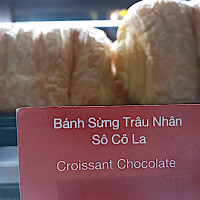 Bánh Sừng Trâu Nhân
Sô Cô La
Croissant Chocolate